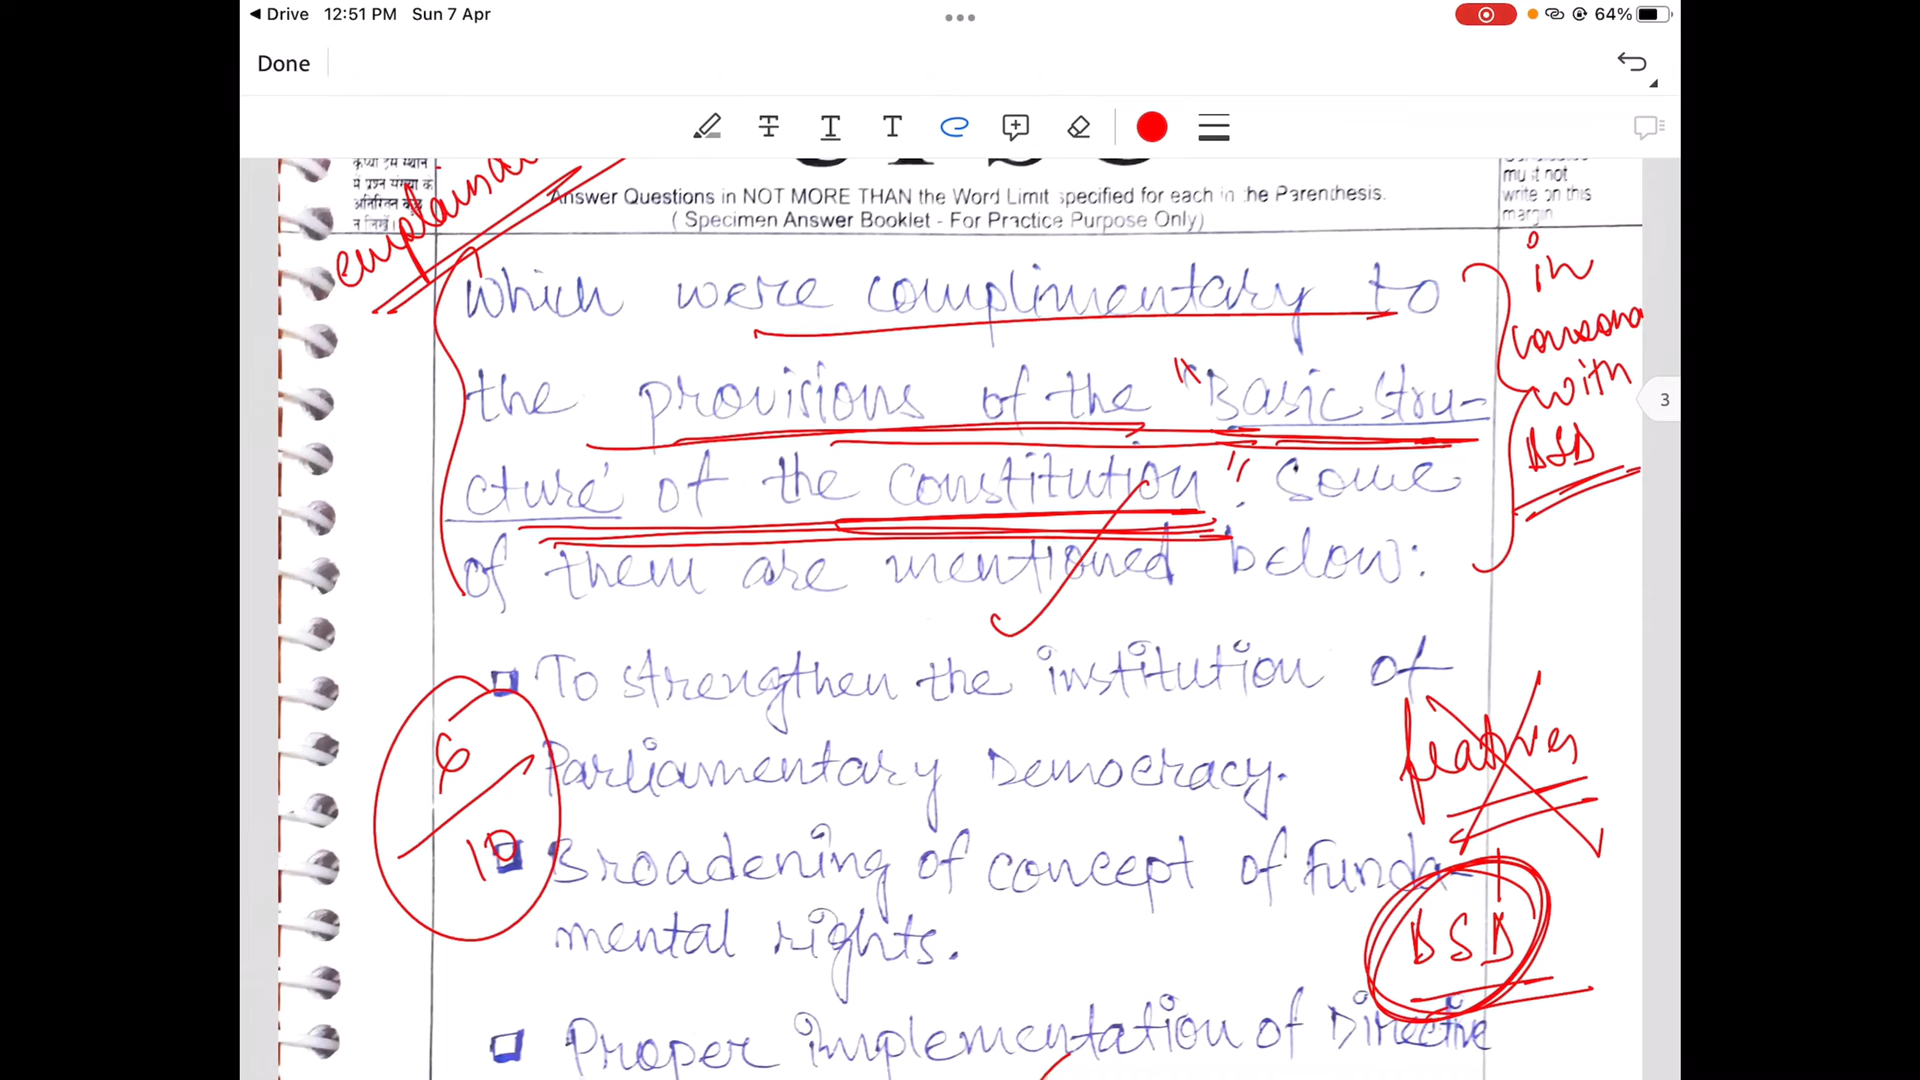 Drive 12:51 PM Sun 7 Apr
64%
Done
में प्रश्न संख्या के
न लिखें।
must not
write on this
margin
Answer Questions in NOT MORE THAN the Word Limit specified for each in the Parenthesis.
( Specimen Answer Booklet - For Practice Purpose Only)
which were complimentary to
the provisions of the "Basic Stru-
cture of the constitution". Some
of them are mentioned below:
in
with
BSD
3
To strengthen the institution of
Parliamentary Democracy.
features
6
10
Broadening of concept of Funda-
mental rights.
BSD
Proper implementation of Directive